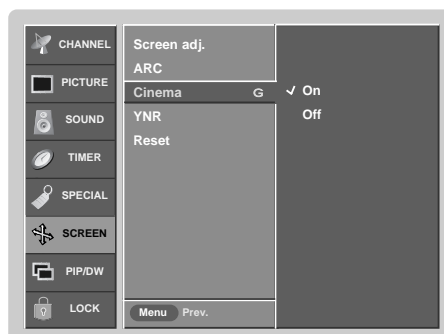 CHANNEL
PICTURE
SOUND
TIMER
SPECIAL
SCREEN
PIP/DW
LOCK
Screen adj.
ARC
Cinema G
YNR
Reset
Menu Prev.
On
Off